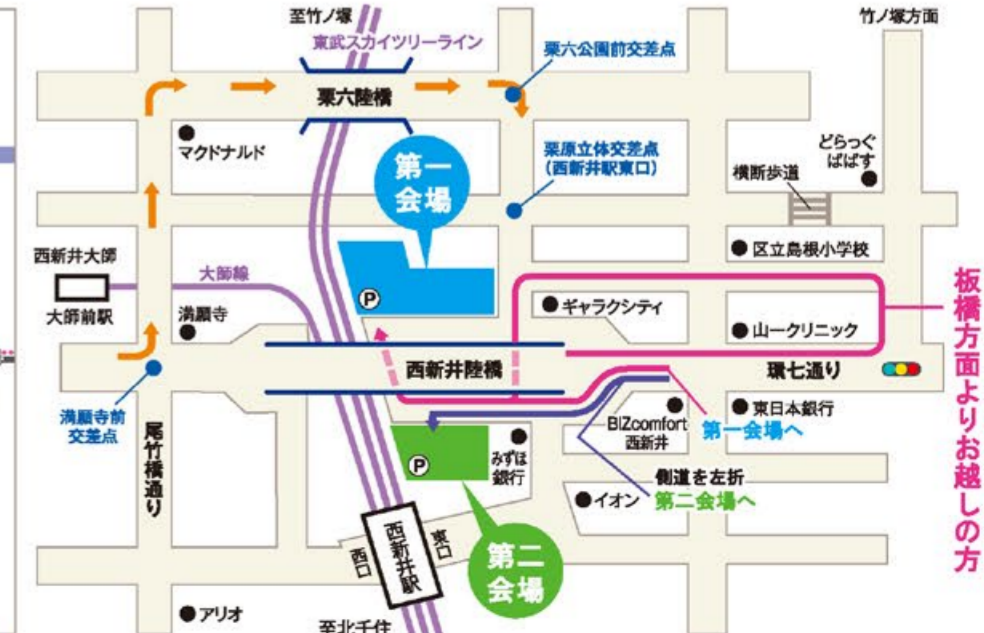 至竹ノ塚
竹ノ塚方面
東武スカイツリーライン
栗六公園前交差点
栗六陸橋
マクドナルド
第一
会場
栗原立体交差点
(西新井駅東口)
どらっぐ
ぱぱす
横断歩道
西新井大師
大師前駅
大師線
満願寺
P
区立島根小学校
ギャラクシティ
山一クリニック
板橋方面よりお越しの方
西新井陸橋
環七通り
満願寺前
交差点
尾竹橋通り
BIZcomfort
西新井
東日本銀行
第一会場へ
P
みずほ
銀行
側道を左折
第二会場へ
イオン
西口
西新井駅
東口
第二
会場
アリオ
至北千住